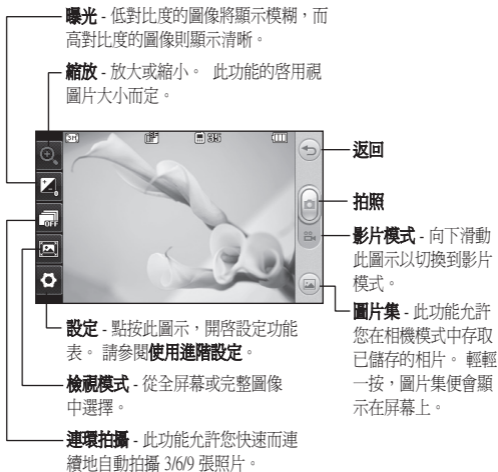 曝光 - 低對比度的圖像將顯示模糊，而
高對比度的圖像則顯示清晰。
縮放 - 放大或縮小。 此功能的啓用視
圖片大小而定。
返回
拍照
影片模式 - 向下滑動
此圖示以切換到影片
模式。
圖片集 - 此功能允許
您在相機模式中存取
已儲存的相片。 輕輕
一按，圖片集便會顯
示在屏幕上。
設定 - 點按此圖示，開啓設定功能
表。 請參閱使用進階設定。
檢視模式 - 從全屏幕或完整圖像
中選擇。
連環拍攝 - 此功能允許您快速而連
續地自動拍攝 3/6/9 張照片。
OFF